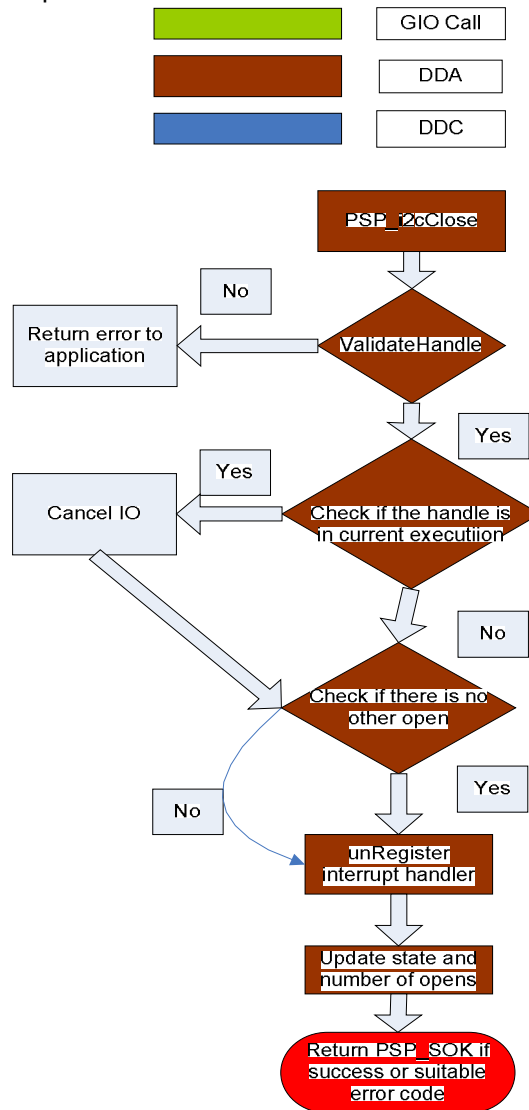 GIO Call
DDA
DDC
PSP_i2cClose
No
Return error to
application
ValidateHandle
Yes
Yes
Cancel IO
Check if the handle is
in current executiion
No
Check if there is no
other open
Yes
No
unRegister
interrupt handler
Update state and
number of opens
Return PSP_SOK if
success or suitable
error code